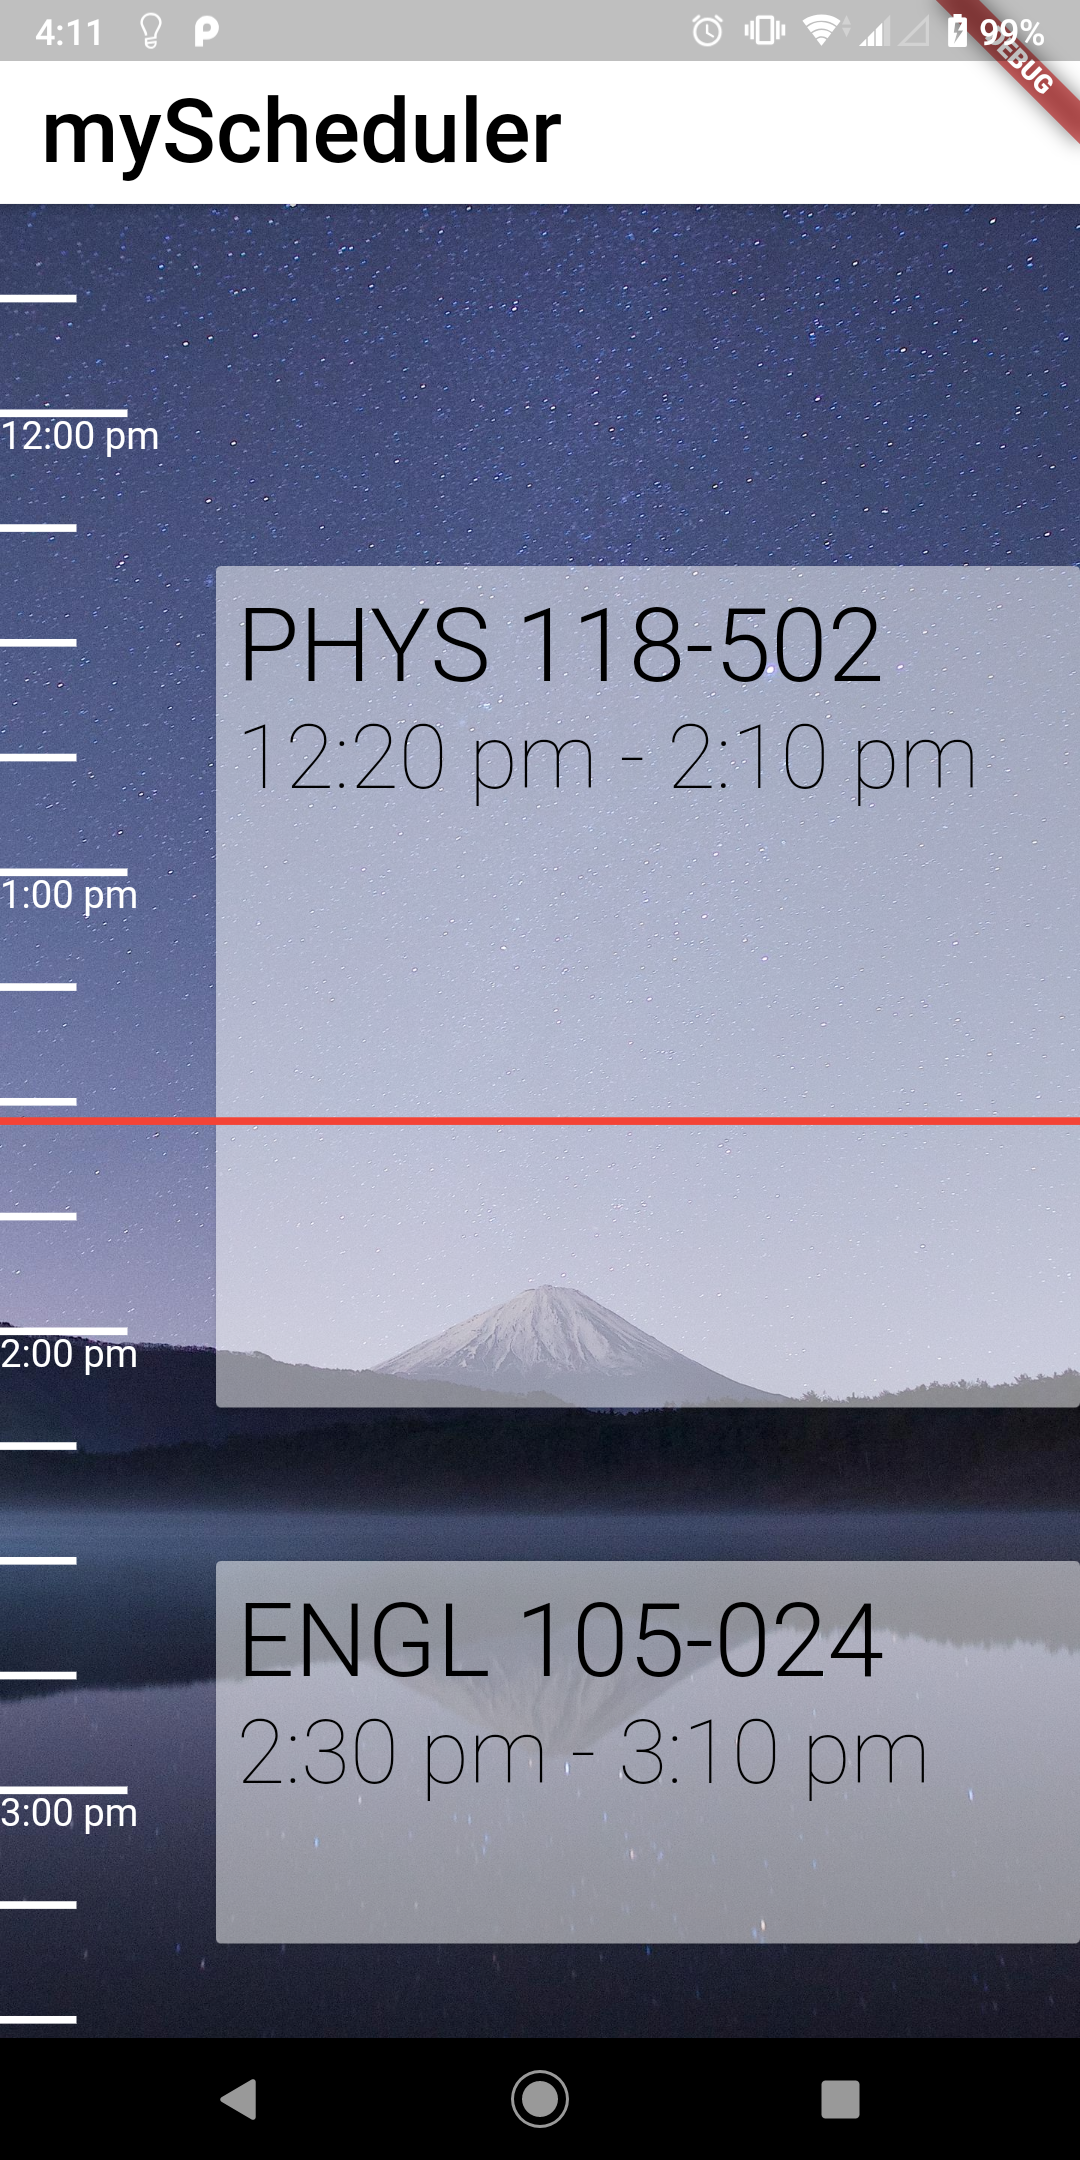 4:11
99%
DEBUG
myScheduler
12:00 pm
PHYS 118-502
12:20 pm - 2:10 pm
1:00 pm
2:00 pm
ENGL 105-024
2:30 pm - 3:10 pm
3:00 pm